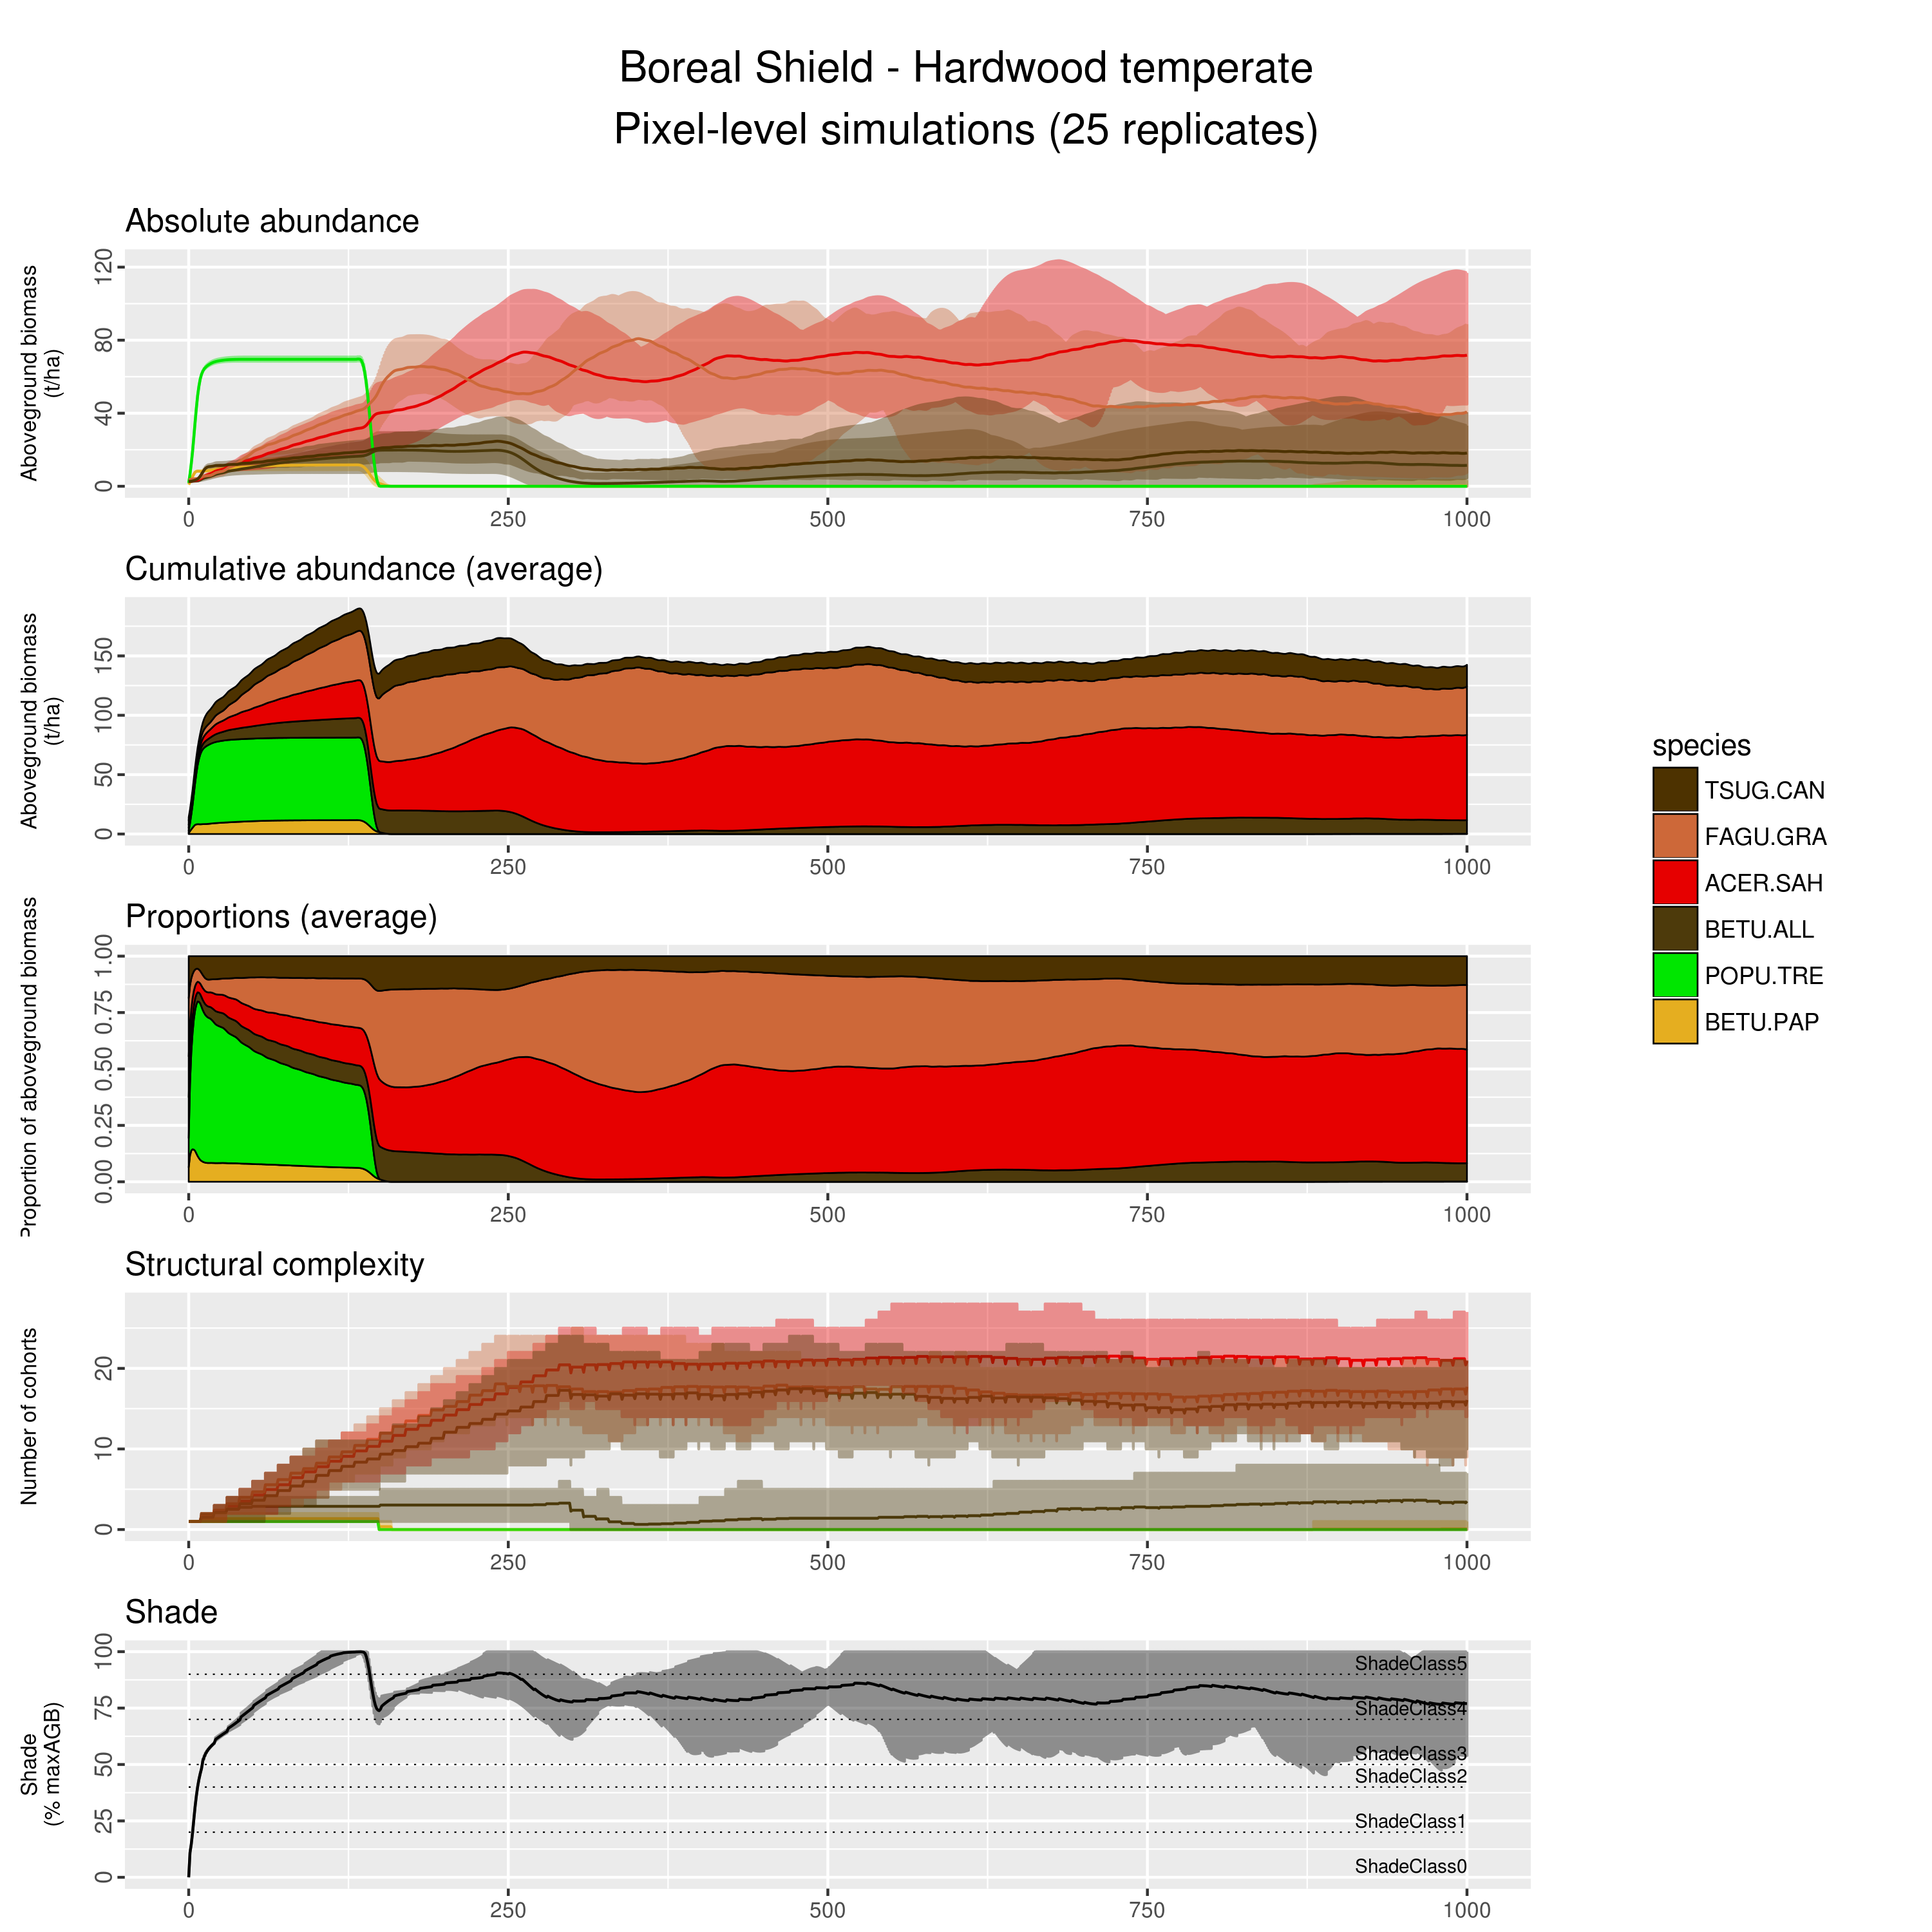 Boreal Shield - Hardwood temperate
Pixel-level simulations (25 replicates)
Absolute abundance
Aboveground biomass
(t/ha)
120
80
40
0
0 250 500 750 1000
Cumulative abundance (average)
Aboveground biomass
(t/ha)
150
100
50
0
0 250 500 750 1000
species
TSUG.CAN
FAGU.GRA
ACER.SAH
BETU.ALL
POPU.TRE
BETU.PAP
Proportions (average)
Proportion of aboveground biomass
1.00
0.75
0.50
0.25
0.00
0 250 500 750 1000
Structural complexity
Number of cohorts
20
10
0
0 250 500 750 1000
Shade
Shade
(% maxAGB)
100
75
50
25
0
ShadeClass5
ShadeClass4
ShadeClass3
ShadeClass2
ShadeClass1
ShadeClass0
0 250 500 750 1000